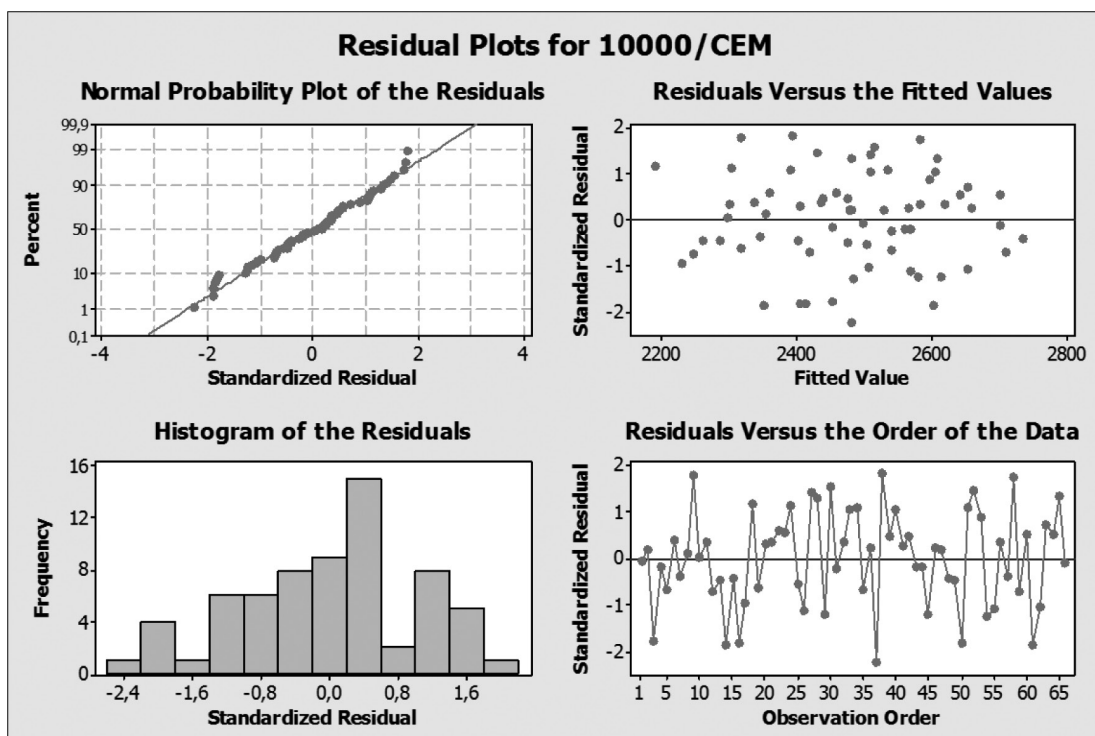 Residual Plots for 10000/CEM
Normal Probability Plot of the Residuals
99,9
99
90
50
10
1
0,1
Percent
-4 -2 0 2 4
Standardized Residual
Residuals Versus the Fitted Values
2
1
0
-1
-2
Standardized Residual
2200 2400 2600 2800
Fitted Value
Histogram of the Residuals
16
12
8
4
0
Frequency
-2,4 -1,6 -0,8 0,0 0,8 1,6
Standardized Residual
Residuals Versus the Order of the Data
2
1
0
-1
-2
Standardized Residual
1 5 10 15 20 25 30 35 40 45 50 55 60 65
Observation Order